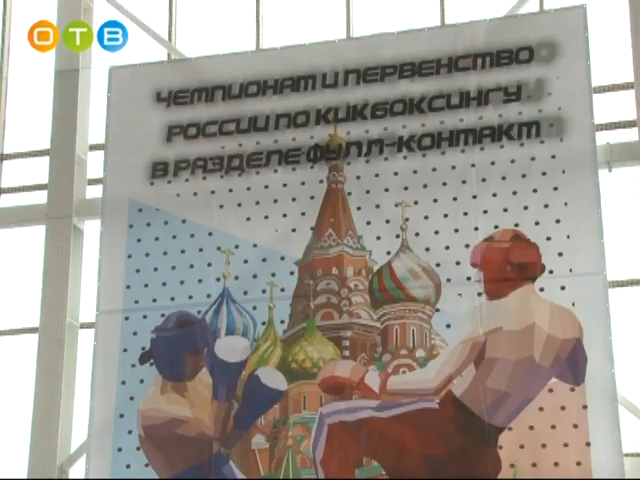 ОТВ
ЧЕМПИОНАТ И ПЕРВЕНСТВО
РОССИИ ПО КИКБОКСИНГУ
В РАЗДЕЛЕ ФУЛЛ-КОНТАКТ